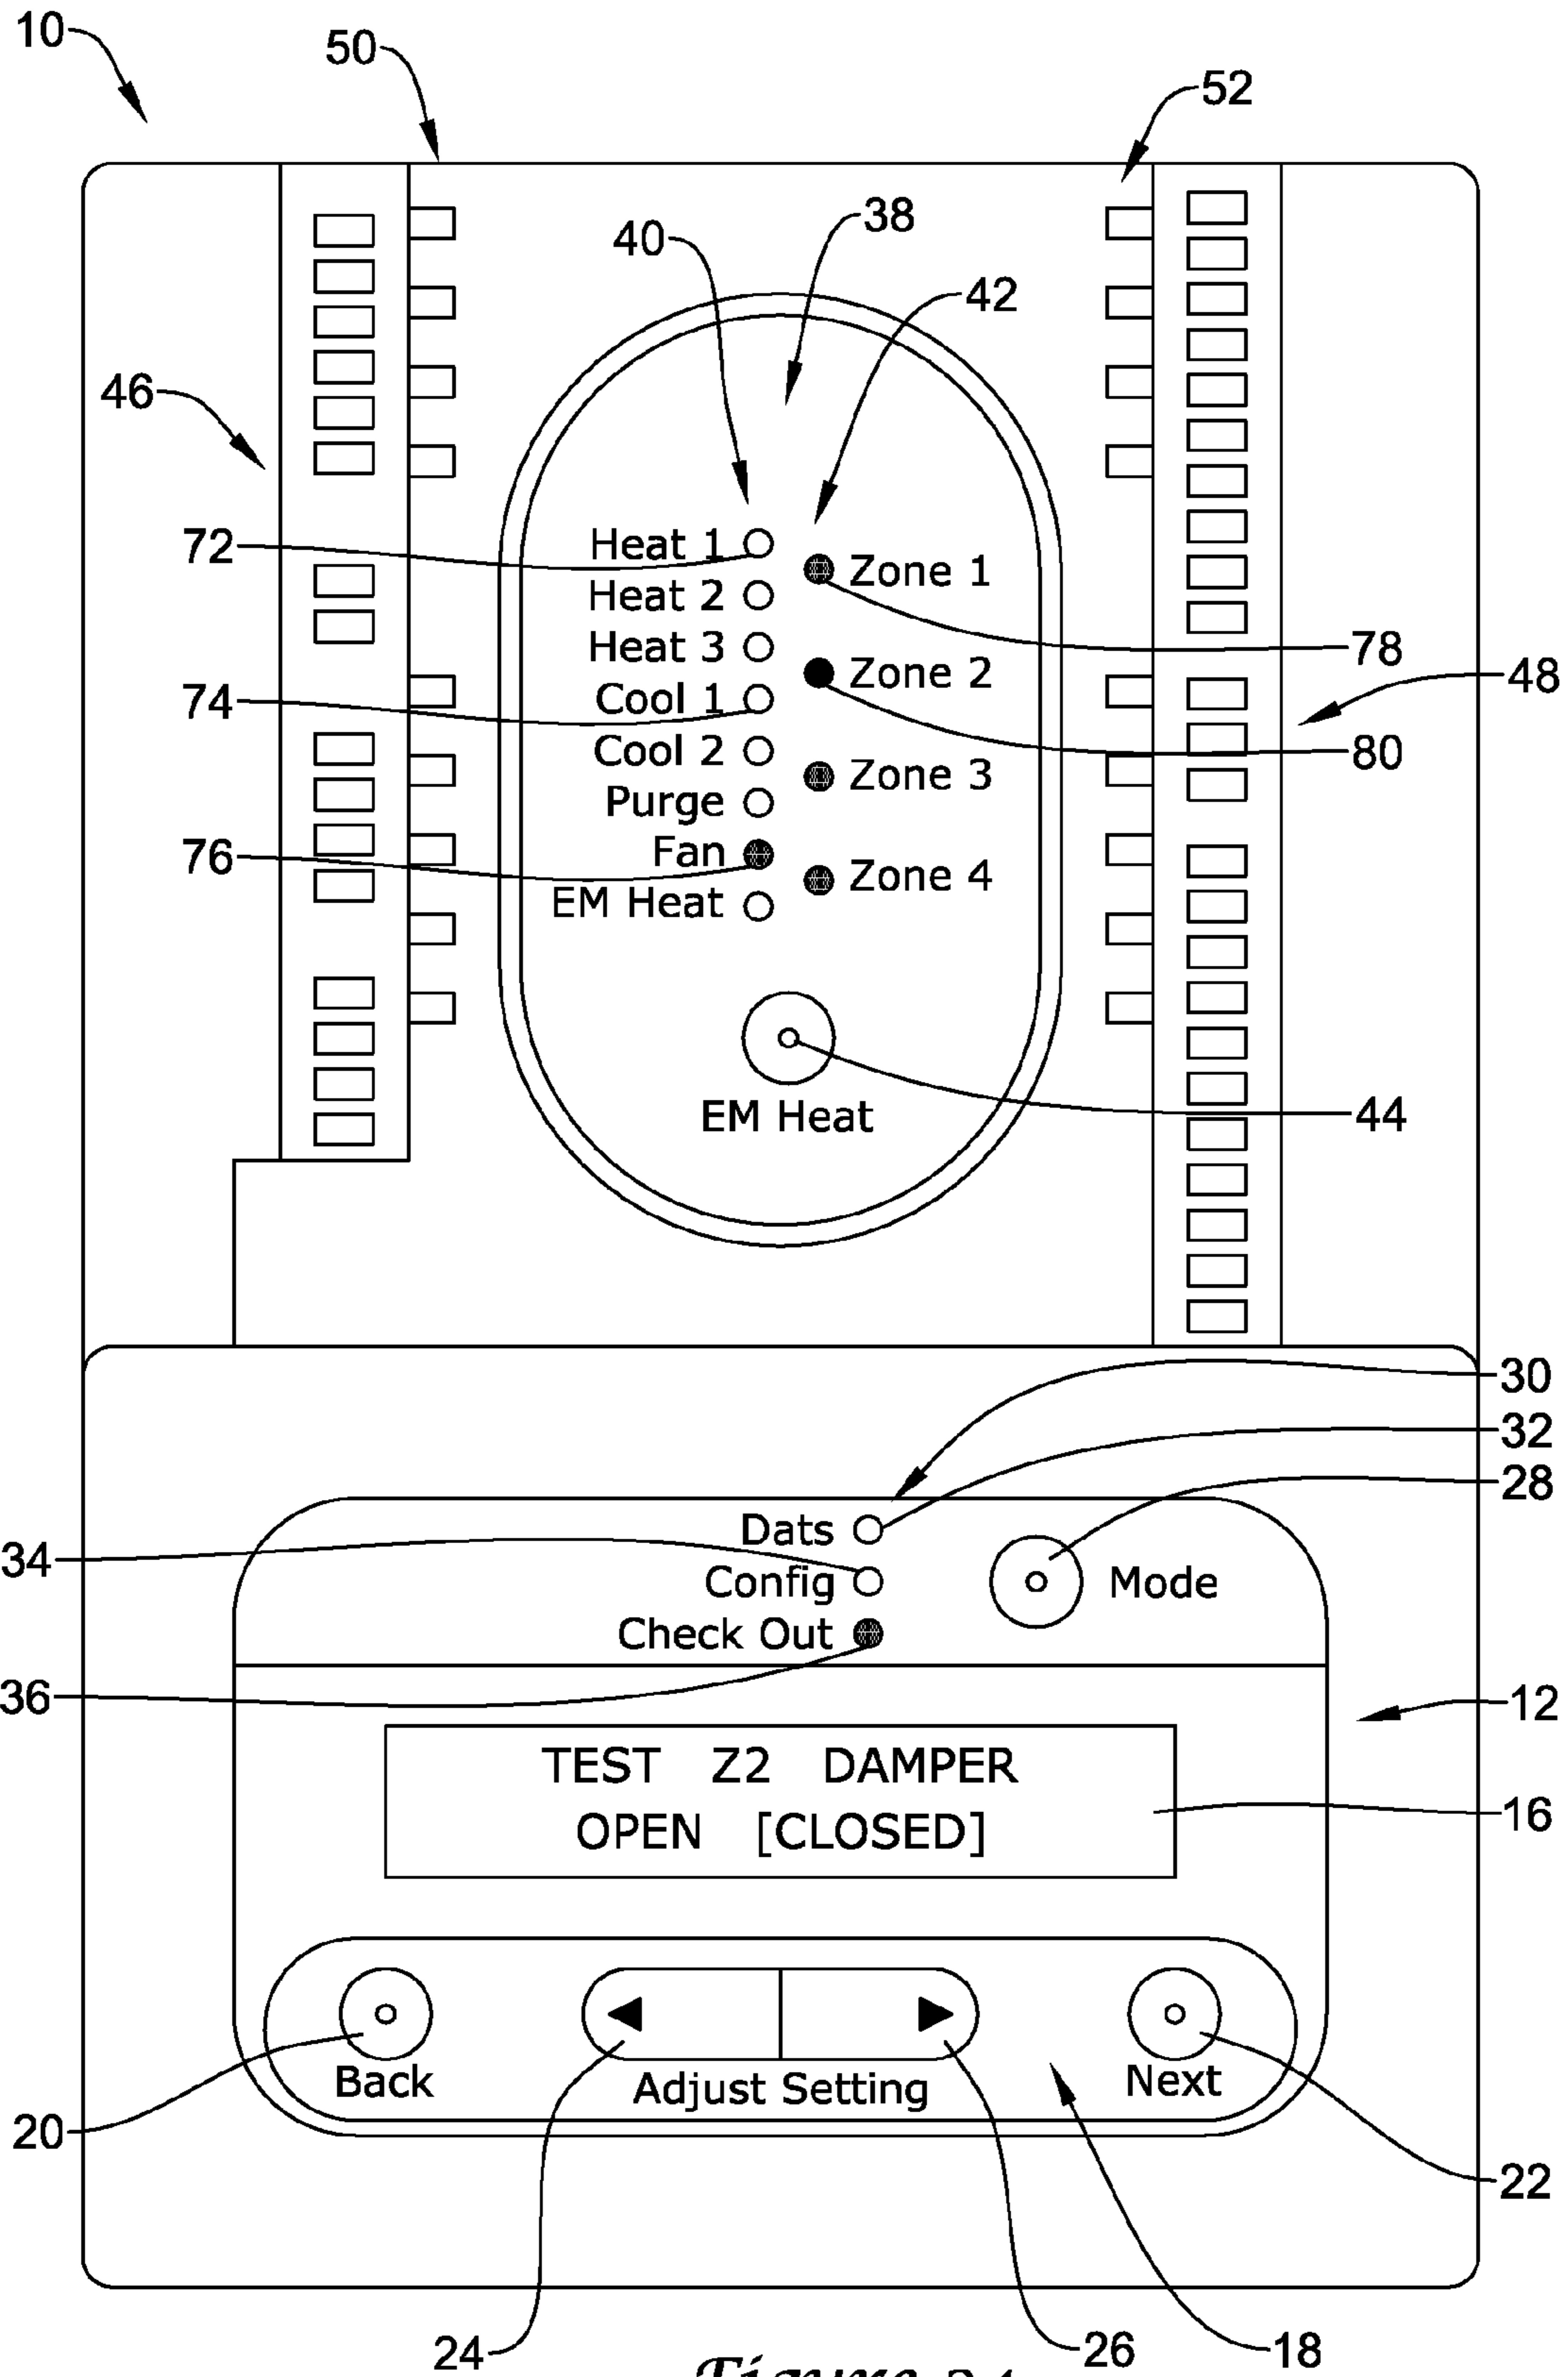 10
50
52
38
40
42
46
72
Heat 1
Zone 1
Heat 2
Heat 3
78
Zone 2
48
74
Cool 1
Cool 2
80
Zone 3
Purge
76
Fan
Zone 4
EM Heat
EM Heat
44
30
32
28
Dats
34
Config
Mode
Check Out
36
12
TEST Z2 DAMPER
OPEN [CLOSED]
16
Back
Adjust Setting
Next
20
22
24
26
18
Figure